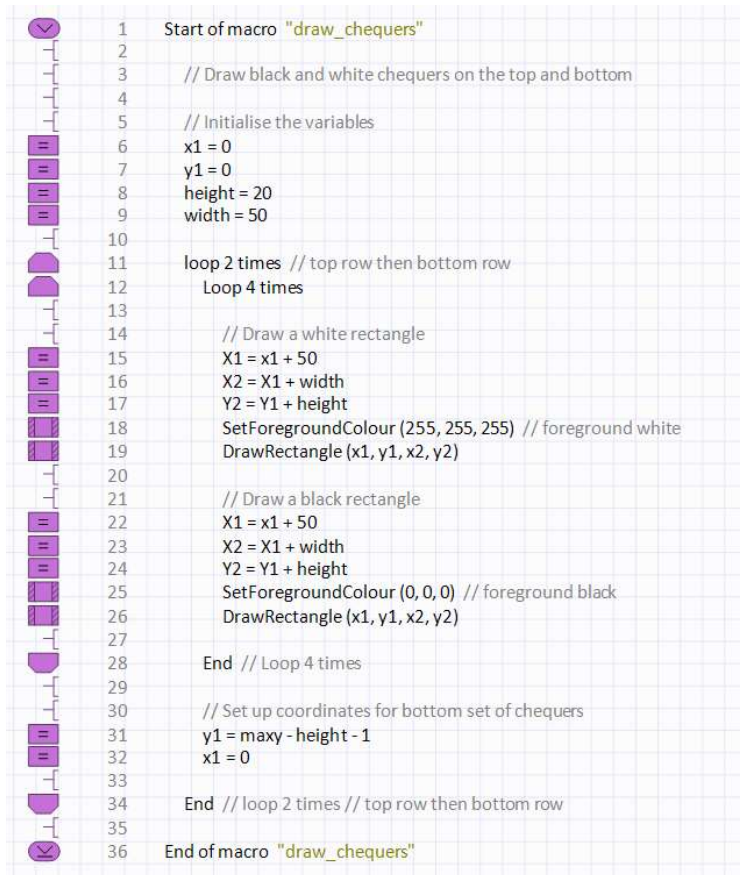 1 Start of macro "draw_chequers"
2
3 // Draw black and white chequers on the top and bottom
4
5 // Initialise the variables
6 x1 = 0
7 y1 = 0
8 height = 20
9 width = 50
10
11 loop 2 times // top row then bottom row
12 Loop 4 times
13
14 // Draw a white rectangle
15 X1 = x1 + 50
16 X2 = X1 + width
17 Y2 = Y1 + height
18 SetForegroundColour (255, 255, 255) // foreground white
19 DrawRectangle (x1, y1, x2, y2)
20
21 // Draw a black rectangle
22 X1 = x1 + 50
23 X2 = X1 + width
24 Y2 = Y1 + height
25 SetForegroundColour (0, 0, 0) // foreground black
26 DrawRectangle (x1, y1, x2, y2)
27
28 End // Loop 4 times
29
30 // Set up coordinates for bottom set of chequers
31 y1 = maxy - height - 1
32 x1 = 0
33
34 End // loop 2 times // top row then bottom row
35
36 End of macro "draw_chequers"